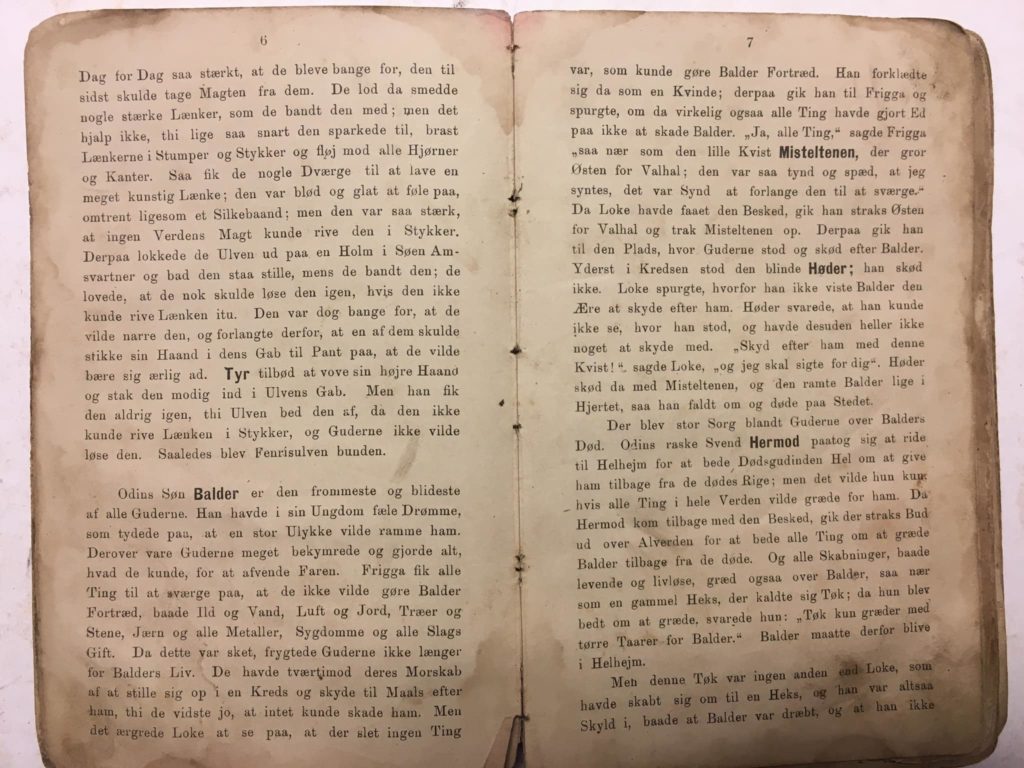 6
Dag for Dag saa stærkt, at de bleve bange for, den til
sidst skulde tage Magten fra dem. De lod da smedde
nogle stærke Lænker, som de bandt den med; men det
hjalp ikke, thi lige saa snart den sparkede til, brast
Lænkerne i Stumper og Stykker og fløj mod alle Hjørner
og Kanter. Saa fik de nogle Dværge til at lave en
meget kunstig Lænke; den var blød og glat at føle paa,
omtrent ligesom et Silkebaand; men den var saa stærk,
at ingen Verdens Magt kunde rive den i Stykker.
Derpaa lokkede de Ulven ud paa en Holm i Søen Am-
svartner og bad den staa stille, mens de bandt den; de
lovede, at de nok skulde løse den igen, hvis den ikke
kunde rive Lænken itu. Den var dog bange for, at de
vilde narre den, og forlangte derfor, at en af dem skulde
stikke sin Haand i dens Gab til Pant paa, at de vilde
bære sig ærlig ad. Tyr tilbød at vove sin højre Haand
og stak den modig ind i Ulvens Gab. Men han fik
den aldrig igen, thi Ulven bed den af, da den ikke
kunde rive Lænken i Stykker, og Guderne ikke vilde
løse den. Saaledes blev Fenrisulven bunden.
Odins Søn Balder er den frommeste og blideste
af alle Guderne. Han havde i sin Ungdom fæle Drømme,
som tydede paa, at en stor Ulykke vilde ramme ham.
Derover vare Guderne meget bekymrede og gjorde alt,
hvad de kunde, for at afvende Faren. Frigga fik alle
Ting til at sværge paa, at de ikke vilde gøre Balder
Fortræd, baade Ild og Vand, Luft og Jord, Træer og
Stene, Jærn og alle Metaller, Sygdomme og alle Slags
Gift. Da dette var sket, frygtede Guderne ikke længer
for Balders Liv. De havde tværtimod deres Morskab
af at stille sig op i en Kreds og skyde til Maals efter
ham, thi de vidste jo, at intet kunde skade ham. Men
det ærgrede Loke at se paa, at der slet ingen Ting
7
var, som kunde gøre Balder Fortræd. Han forklædte
sig da som en Kvinde; derpaa gik han til Frigga og
spurgte, om da virkelig ogsaa alle Ting havde gjort Ed
paa ikke at skade Balder. „Ja, alle Ting,“ sagde Frigga
„saa nær som den lille Kvist Misteltenen, der gror
Østen for Valhal; den var saa tynd og spæd, at jeg
syntes, det var Synd at forlange den til at sværge.“
Da Loke havde faaet den Besked, gik han straks Østen
for Valhal og trak Misteltenen op. Derpaa gik han
til den Plads, hvor Guderne stod og skød efter Balder.
Yderst i Kredsen stod den blinde Høder; han skød
ikke. Loke spurgte, hvorfor han ikke viste Balder den
Ære at skyde efter ham. Høder svarede, at han kunde
ikke se, hvor han stod, og havde desuden heller ikke
noget at skyde med. „Skyd efter ham med denne
Kvist!“ sagde Loke, „og jeg skal sigte for dig“. Høder
skød da med Misteltenen, og den ramte Balder lige i
Hjertet, saa han faldt om og døde paa Stedet.
Der blev stor Sorg blandt Guderne over Balders
Død. Odins raske Svend Hermod paatog sig at ride
til Helhejm for at bede Dødsgudinden Hel om at give
ham tilbage fra de dødes Rige; men det vilde hun kun,
hvis alle Ting i hele Verden vilde græde for ham. Da
Hermod kom tilbage med den Besked, gik der straks Bud
ud over Alverden for at bede alle Ting om at græde
Balder tilbage fra de døde. Og alle Skabninger, baade
levende og livløse, græd ogsaa over Balder, saa nær
som en gammel Heks, der kaldte sig Tøk; da hun blev
bedt om at græde, svarede hun: „Tøk kun græder med
tørre Taarer for Balder.“ Balder maatte derfor blive
i Helhejm.
Men denne Tøk var ingen anden end Loke, som
havde skabt sig om til en Heks, og han var altsaa
Skyld i, baade at Balder var dræbt, og at han ikke